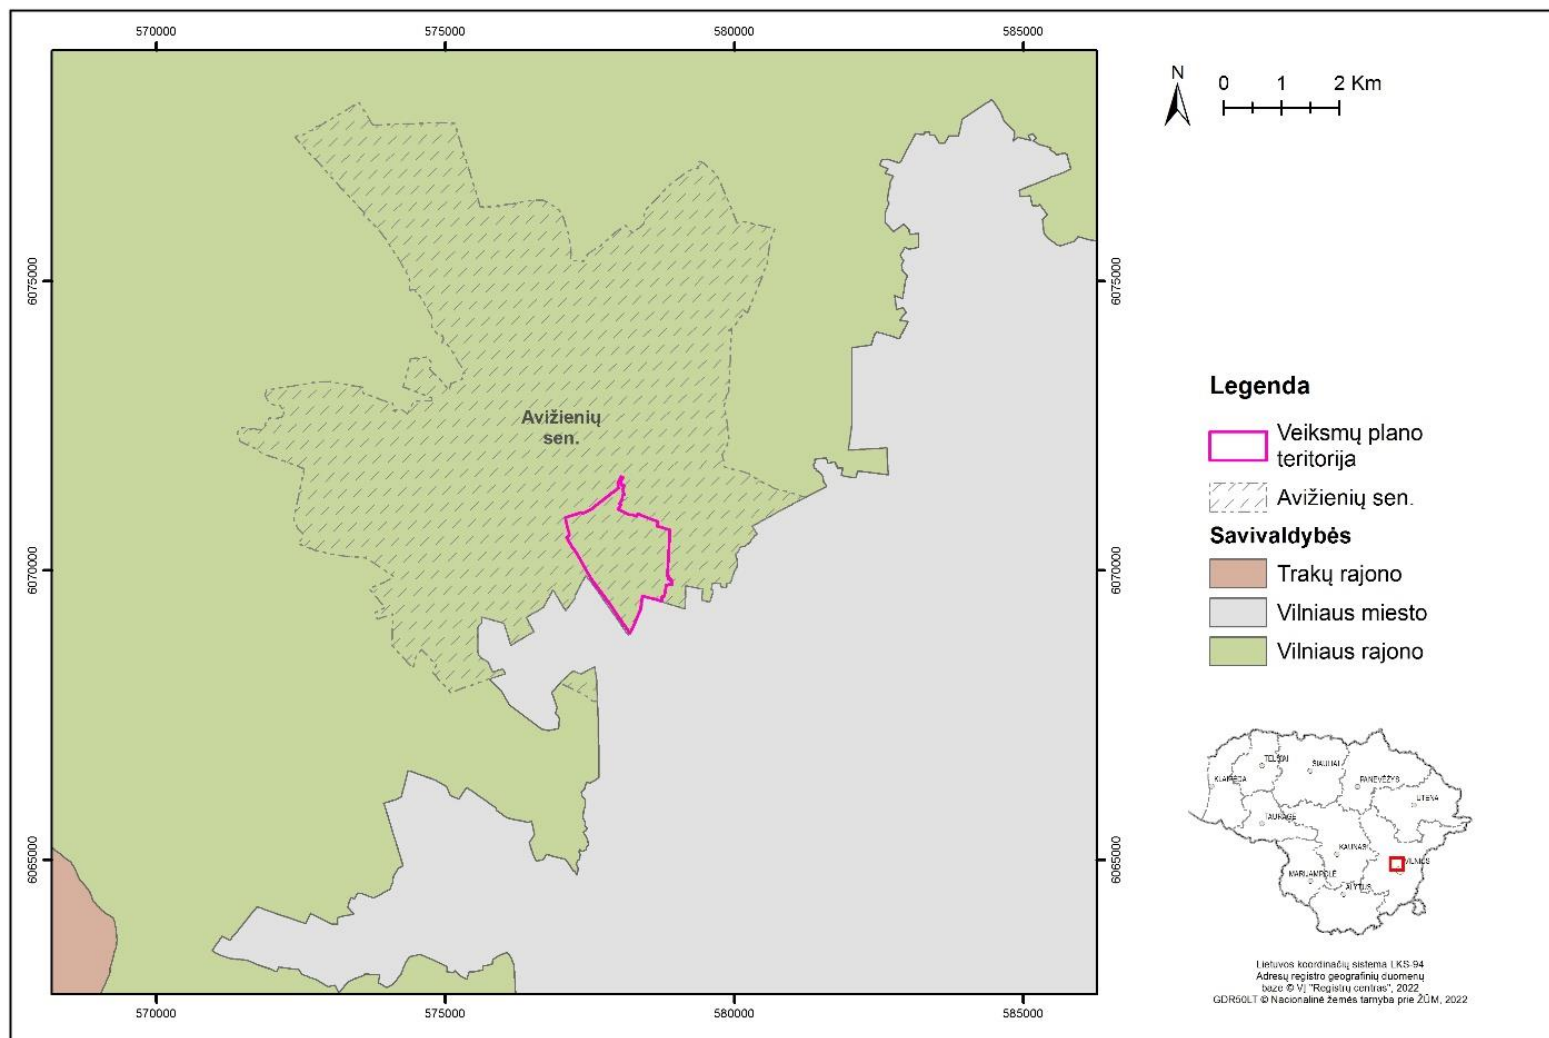 570000
575000
580000
585000
N
0 1 2 Km
6075000
6075000
Avižienių
sen.
6070000
6070000
6065000
6065000
570000
575000
580000
585000
Legenda
Veiksmų plano
teritorija
Avižienių sen.
Savivaldybės
Trakų rajono
Vilniaus miesto
Vilniaus rajono
TELŠIAI
ŠIAULIAI
KLAIPĖDA
PANEVĖŽYS
UTENA
TAURAGĖ
KAUNAS
VILNIUS
MARIJAMPOLĖ
ALYTUS
Lietuvos koordinačių sistema LKS-94
Adresų registro geografinių duomenų
bazė © VĮ "Registrų centras", 2022
GDR50LT © Nacionalinė žemės tarnyba prie ŽŪM, 2022